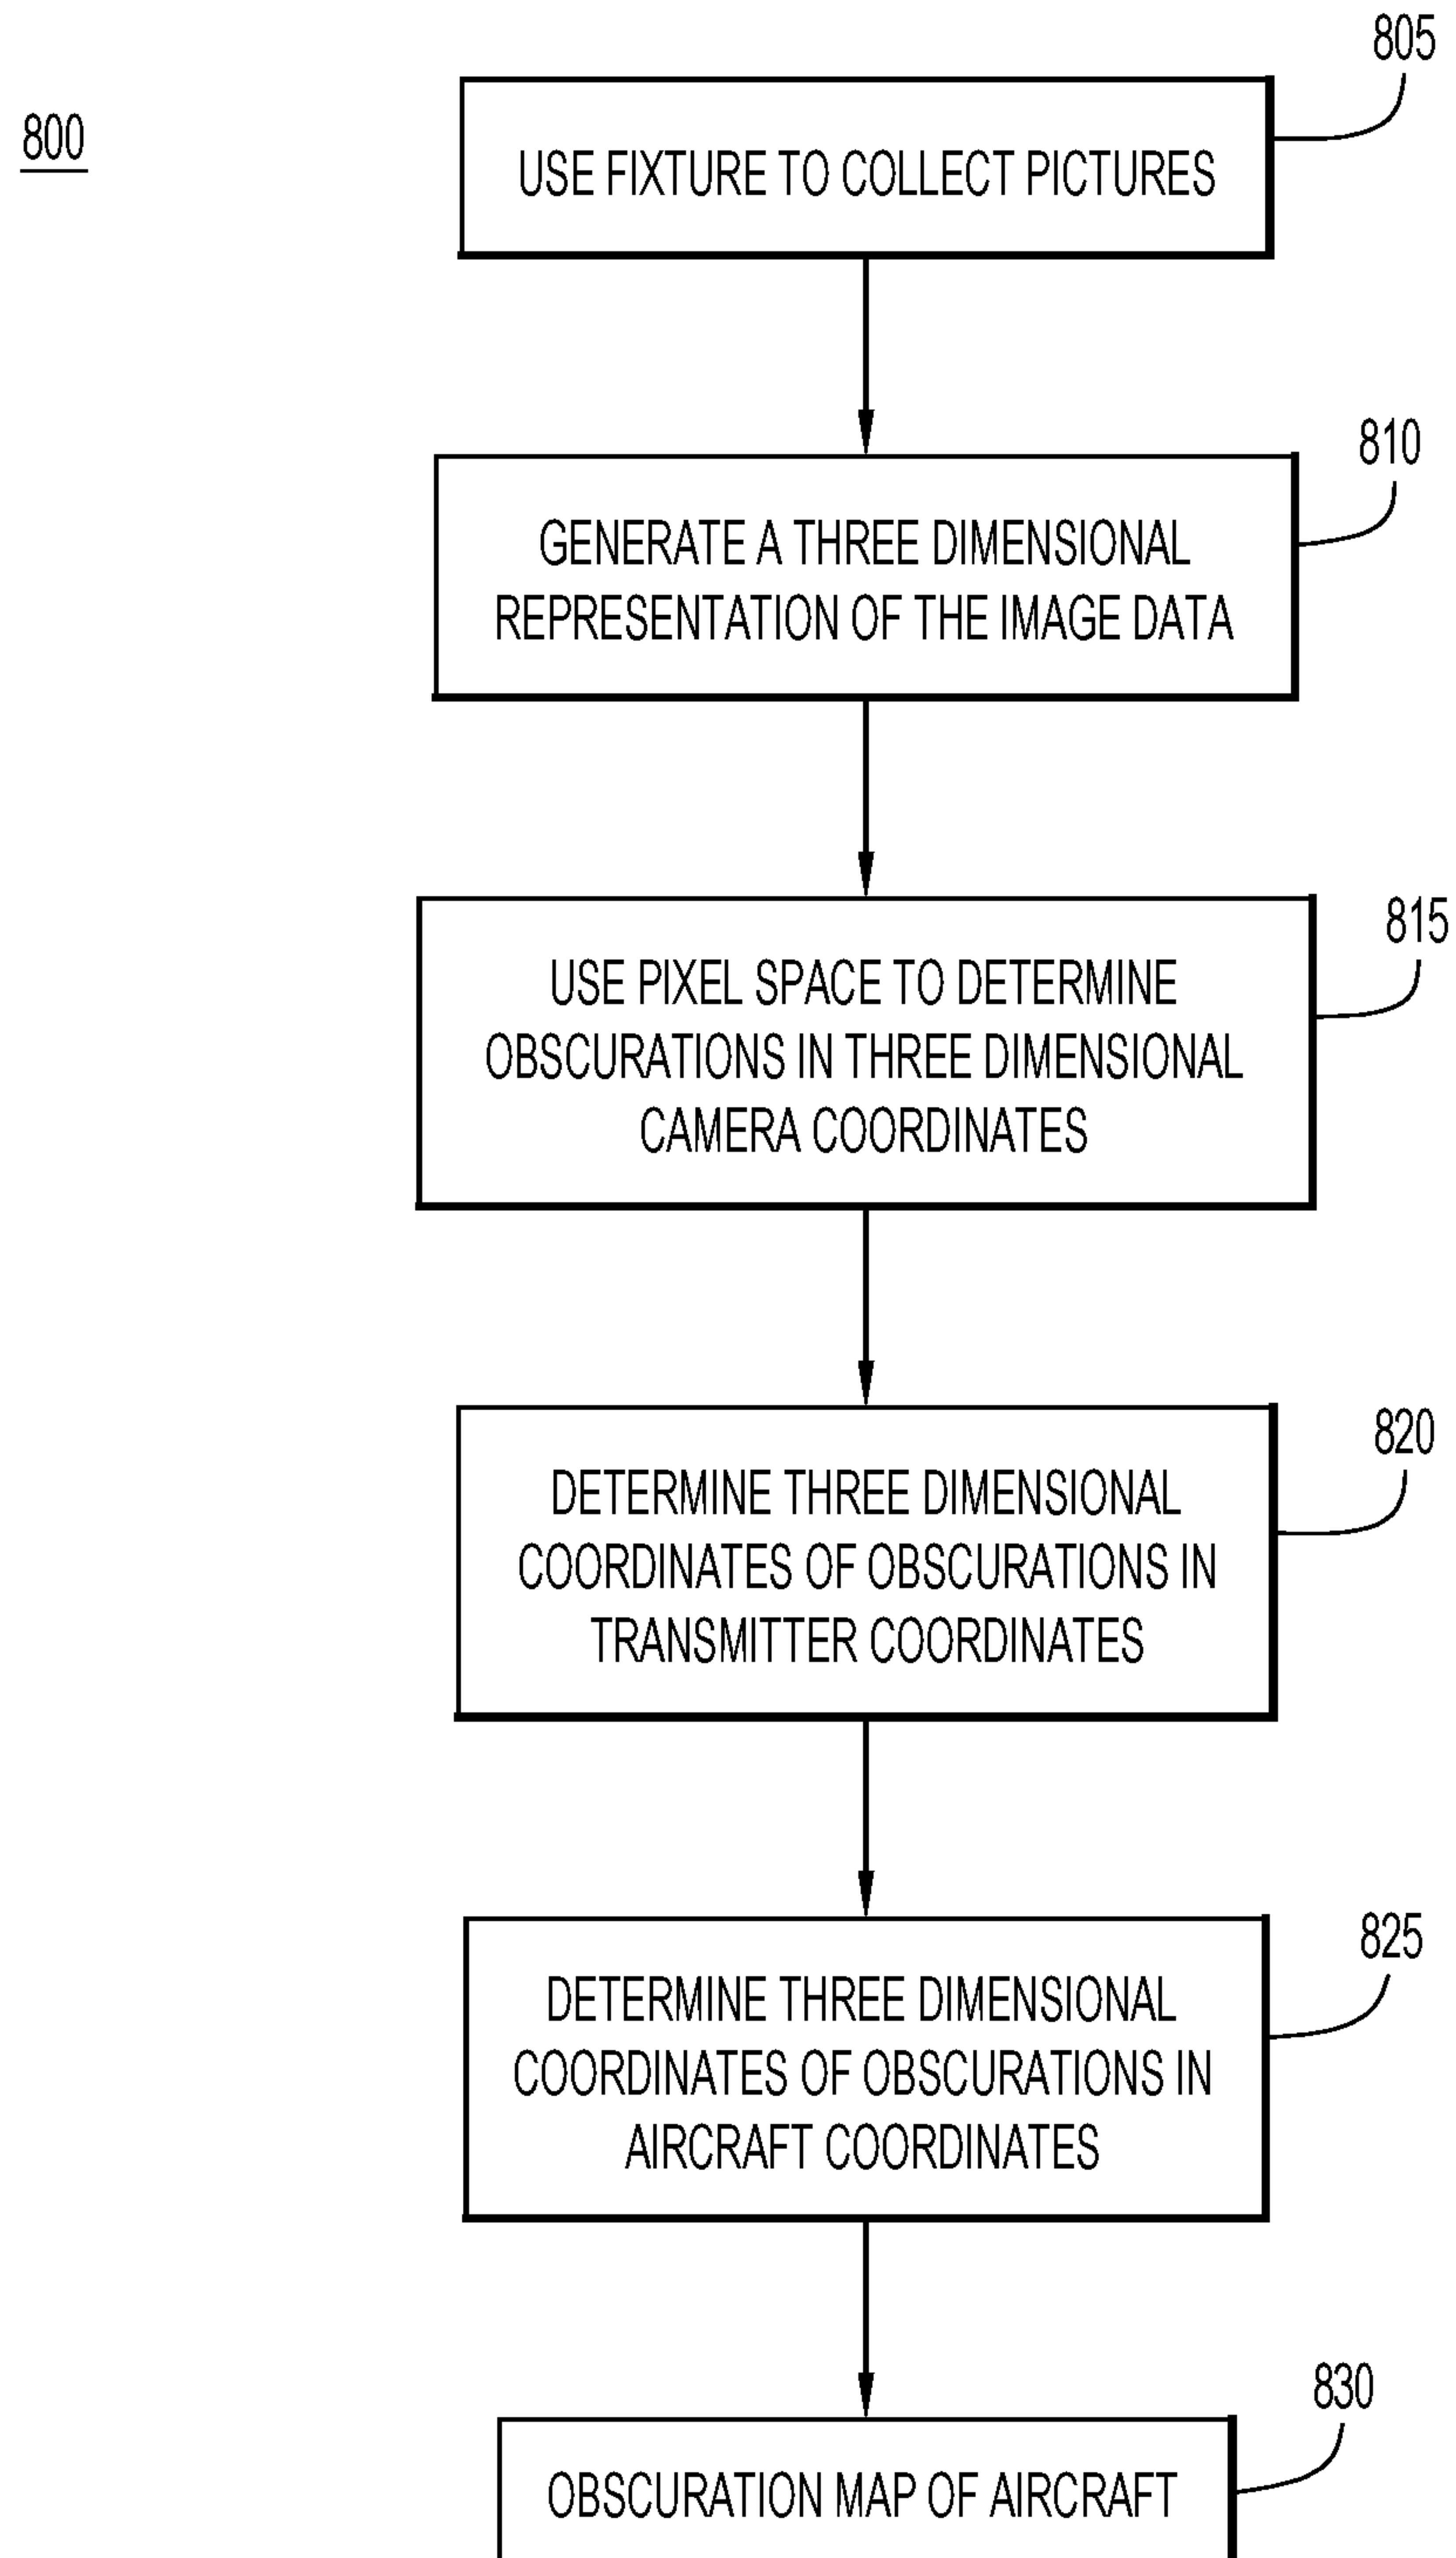 805
800
USE FIXTURE TO COLLECT PICTURES
810
GENERATE A THREE DIMENSIONAL
REPRESENTATION OF THE IMAGE DATA
815
USE PIXEL SPACE TO DETERMINE
OBSCURATIONS IN THREE DIMENSIONAL
CAMERA COORDINATES
820
DETERMINE THREE DIMENSIONAL
COORDINATES OF OBSCURATIONS IN
TRANSMITTER COORDINATES
825
DETERMINE THREE DIMENSIONAL
COORDINATES OF OBSCURATIONS IN
AIRCRAFT COORDINATES
830
OBSCURATION MAP OF AIRCRAFT